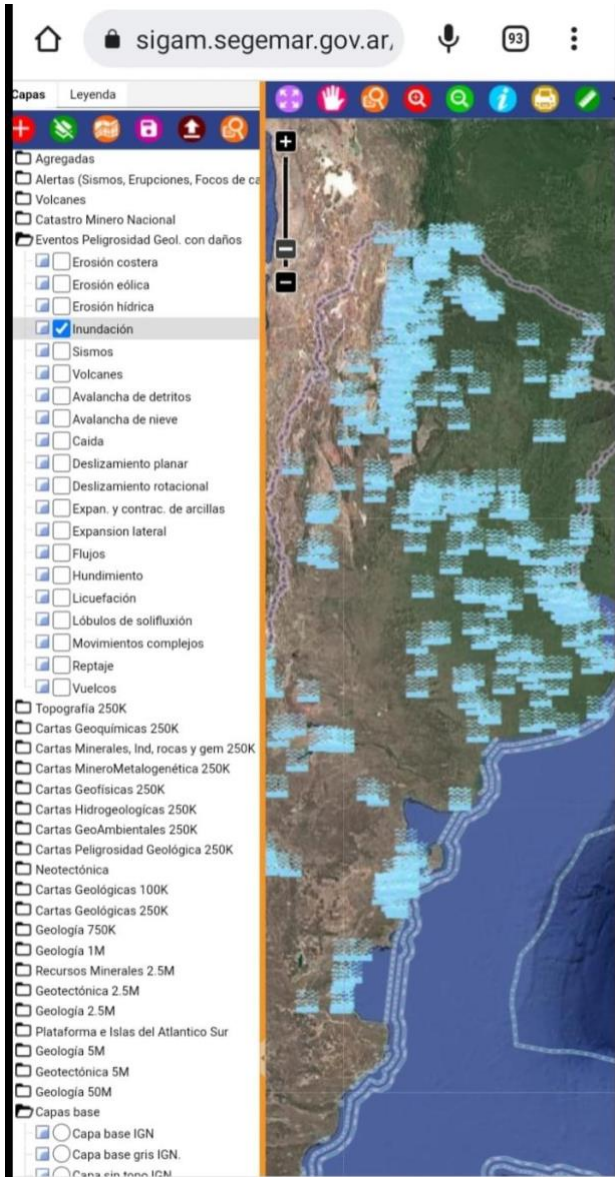 sigam.segemar.gov.ar,
93
Capas
Leyenda
Agregadas
Alertas (Sismos, Erupciones, Focos de ca
Volcanes
Catastro Minero Nacional
Eventos Peligrosidad Geol. con daños
Erosión costera
Erosión eólica
Erosión hídrica
Inundación
Sismos
Volcanes
Avalancha de detritos
Avalancha de nieve
Caida
Deslizamiento planar
Deslizamiento rotacional
Expan. y contrac. de arcillas
Expansion lateral
Flujos
Hundimiento
Licuefación
Lóbulos de soliflluxión
Movimientos complejos
Reptaje
Vuelcos
Topografía 250K
Cartas Geoquímicas 250K
Cartas Minerales, Ind, rocas y gem 250K
Cartas MineroMetalogenética 250K
Cartas Geofísicas 250K
Cartas Hidrogeologícas 250K
Cartas GeoAmbientales 250K
Cartas Peligrosidad Geológica 250K
Neotectónica
Cartas Geológicas 100K
Cartas Geológicas 250K
Geología 750K
Geología 1M
Recursos Minerales 2.5M
Geotectónica 2.5M
Geología 2.5M
Plataforma e Islas del Atlantico Sur
Geología 5M
Geotectónica 5M
Geología 50M
Capas base
Capa base IGN
Capa base gris IGN.
Capa sin topo IGN